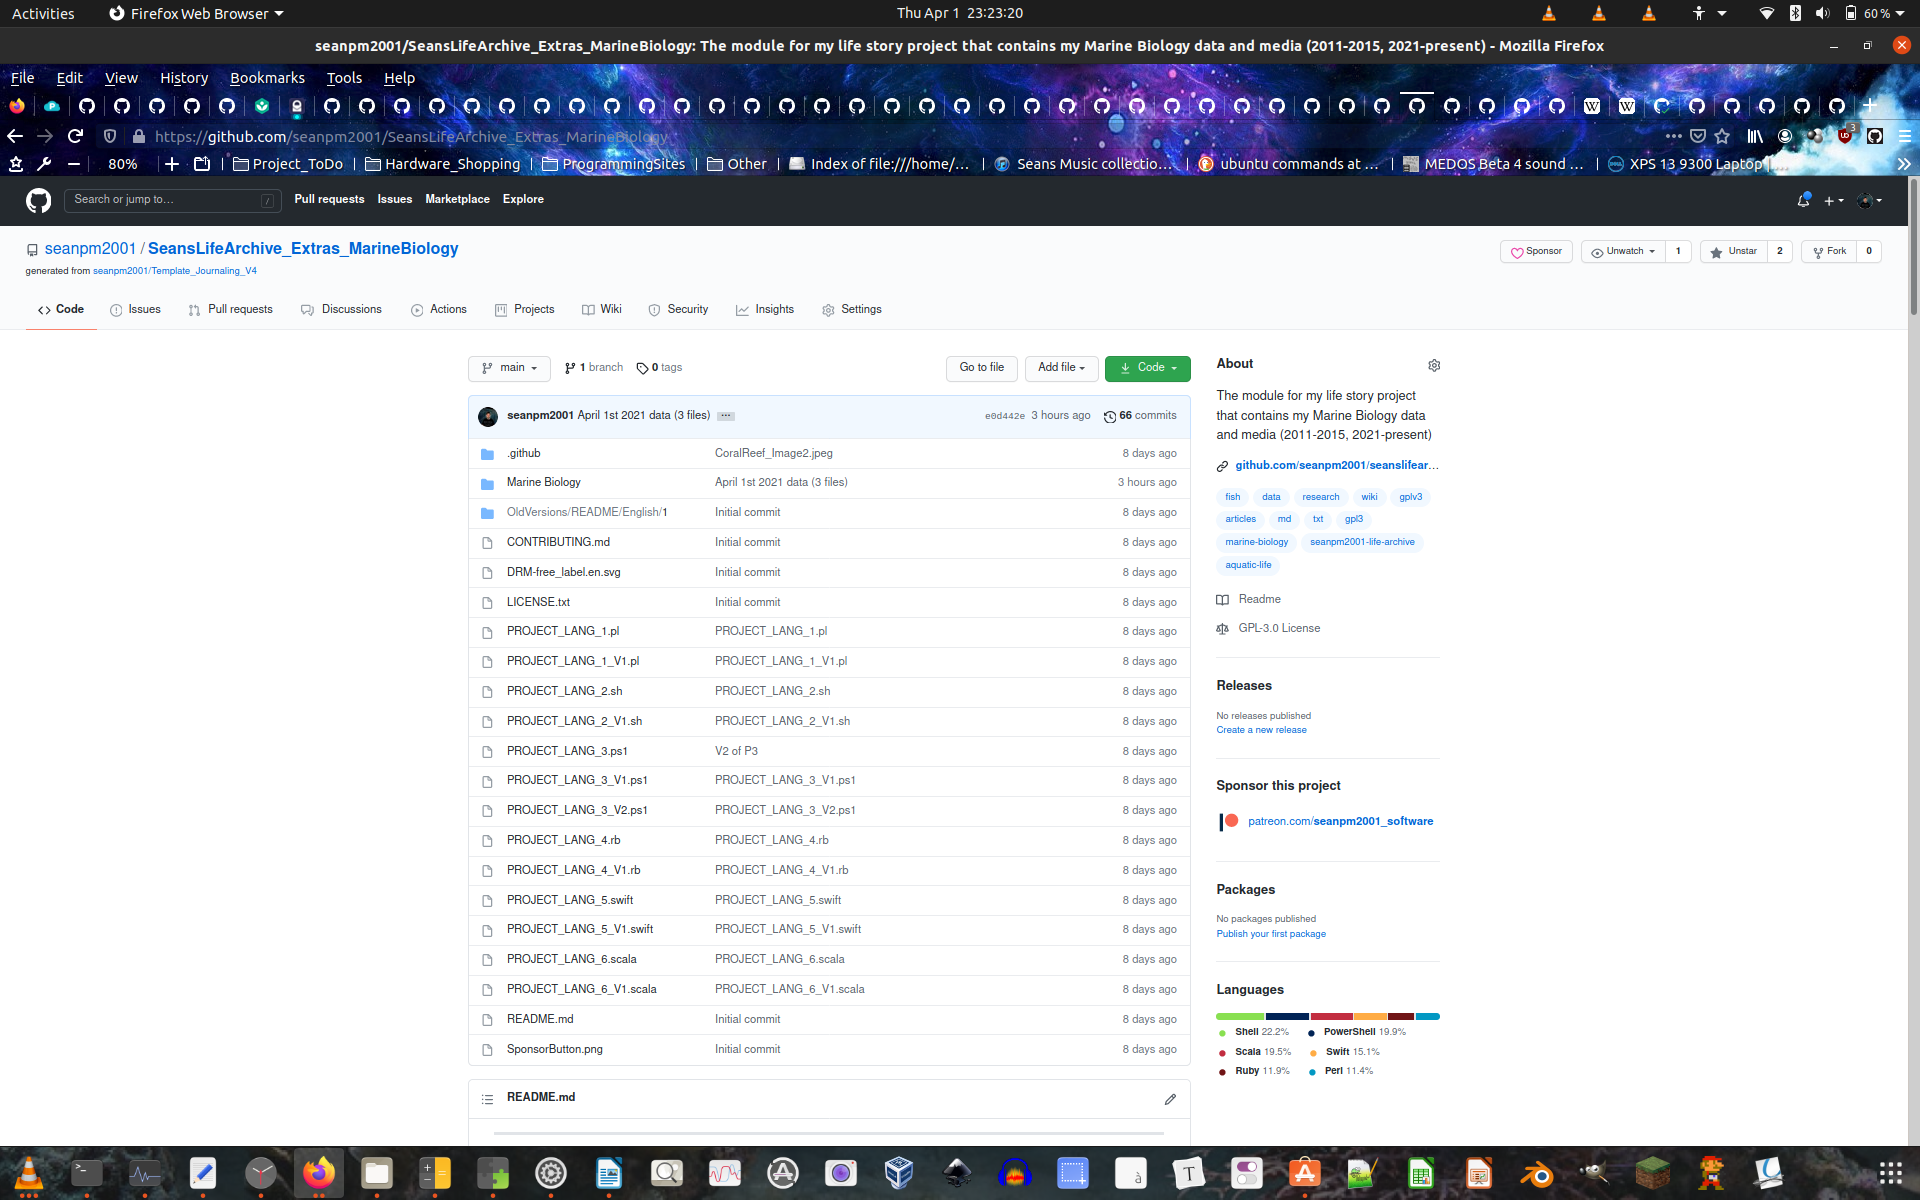 Activities Firefox Web Browser Thu Apr 1 23:23:20 60 %
seanpm2001/SeansLifeArchive_Extras_MarineBiology: The module for my life story project that contains my Marine Biology data and media (2011-2015, 2021-present) - Mozilla Firefox
File Edit View History Bookmarks Tools Help
https://github.com/seanpm2001/SeansLifeArchive_Extras_MarineBiology 3
80% Project_ToDo Hardware_Shopping ProgrammingSites Other Index of file:///home/... Seans Music collectio... ubuntu commands at ... MEDOS Beta 4 sound ... XPS 13 9300 Laptop
Search or jump to... / Pull requests Issues Marketplace Explore
seanpm2001 / SeansLifeArchive_Extras_MarineBiology Sponsor Unwatch 1 Unstar 2 Fork 0
generated from seanpm2001/Template_Journaling_V4
Code Issues Pull requests Discussions Actions Projects Wiki Security Insights Settings
main 1 branch 0 tags Go to file Add file Code
seanpm2001 April 1st 2021 data (3 files) ... e0d442e 3 hours ago 66 commits
.github CoralReef_Image2.jpeg 8 days ago
Marine Biology April 1st 2021 data (3 files) 3 hours ago
OldVersions/README/English/1 Initial commit 8 days ago
CONTRIBUTING.md Initial commit 8 days ago
DRM-free_label.en.svg Initial commit 8 days ago
LICENSE.txt Initial commit 8 days ago
PROJECT_LANG_1.pl PROJECT_LANG_1.pl 8 days ago
PROJECT_LANG_1_V1.pl PROJECT_LANG_1_V1.pl 8 days ago
PROJECT_LANG_2.sh PROJECT_LANG_2.sh 8 days ago
PROJECT_LANG_2_V1.sh PROJECT_LANG_2_V1.sh 8 days ago
PROJECT_LANG_3.ps1 V2 of P3 8 days ago
PROJECT_LANG_3_V1.ps1 PROJECT_LANG_3_V1.ps1 8 days ago
PROJECT_LANG_3_V2.ps1 PROJECT_LANG_3_V2.ps1 8 days ago
PROJECT_LANG_4.rb PROJECT_LANG_4.rb 8 days ago
PROJECT_LANG_4_V1.rb PROJECT_LANG_4_V1.rb 8 days ago
PROJECT_LANG_5.swift PROJECT_LANG_5.swift 8 days ago
PROJECT_LANG_5_V1.swift PROJECT_LANG_5_V1.swift 8 days ago
PROJECT_LANG_6.scala PROJECT_LANG_6.scala 8 days ago
PROJECT_LANG_6_V1.scala PROJECT_LANG_6_V1.scala 8 days ago
README.md Initial commit 8 days ago
SponsorButton.png Initial commit 8 days ago
README.md
About
The module for my life story project
that contains my Marine Biology data
and media (2011-2015, 2021-present)
github.com/seanpm2001/seanslifear...
fish data research wiki gplv3
articles md txt gpl3
marine-biology seanpm2001-life-archive
aquatic-life
Readme
GPL-3.0 License
Releases
No releases published
Create a new release
Sponsor this project
patreon.com/seanpm2001_software
Packages
No packages published
Publish your first package
Languages
Shell 22.2% PowerShell 19.9%
Scala 19.5% Swift 15.1%
Ruby 11.9% Perl 11.4%